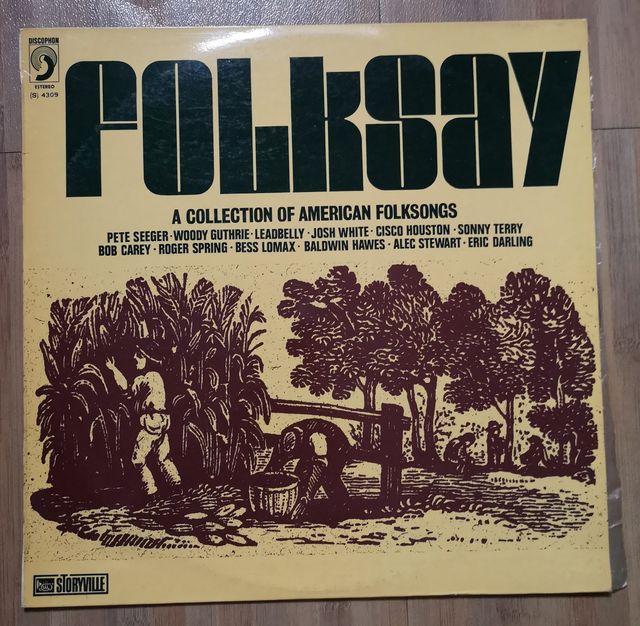 DISCOPHON
ESTEREO
(S) 4309
FOLKSAY
A COLLECTION OF AMERICAN FOLKSONGS
PETE SEEGER · WOODY GUTHRIE · LEADBELLY · JOSH WHITE · CISCO HOUSTON · SONNY TERRY
BOB CAREY · ROGER SPRING · BESS LOMAX · BALDWIN HAWES · ALEC STEWART · ERIC DARLING
STORYVILLE